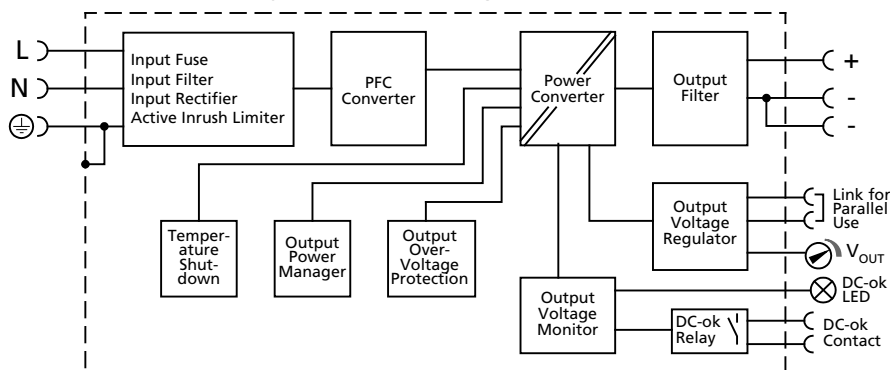 L
N
Input Fuse
Input Filter
Input Rectifier
Active Inrush Limiter
PFC
Converter
Power
Converter
Output
Filter
+
-
-
Temper-
ature
Shut-
down
Output
Power
Manager
Output
Over-
Voltage
Protection
Output
Voltage
Regulator
Link for
Parallel
Use
VOUT
Output
Voltage
Monitor
DC-ok
LED
DC-ok
Relay
DC-ok
Contact